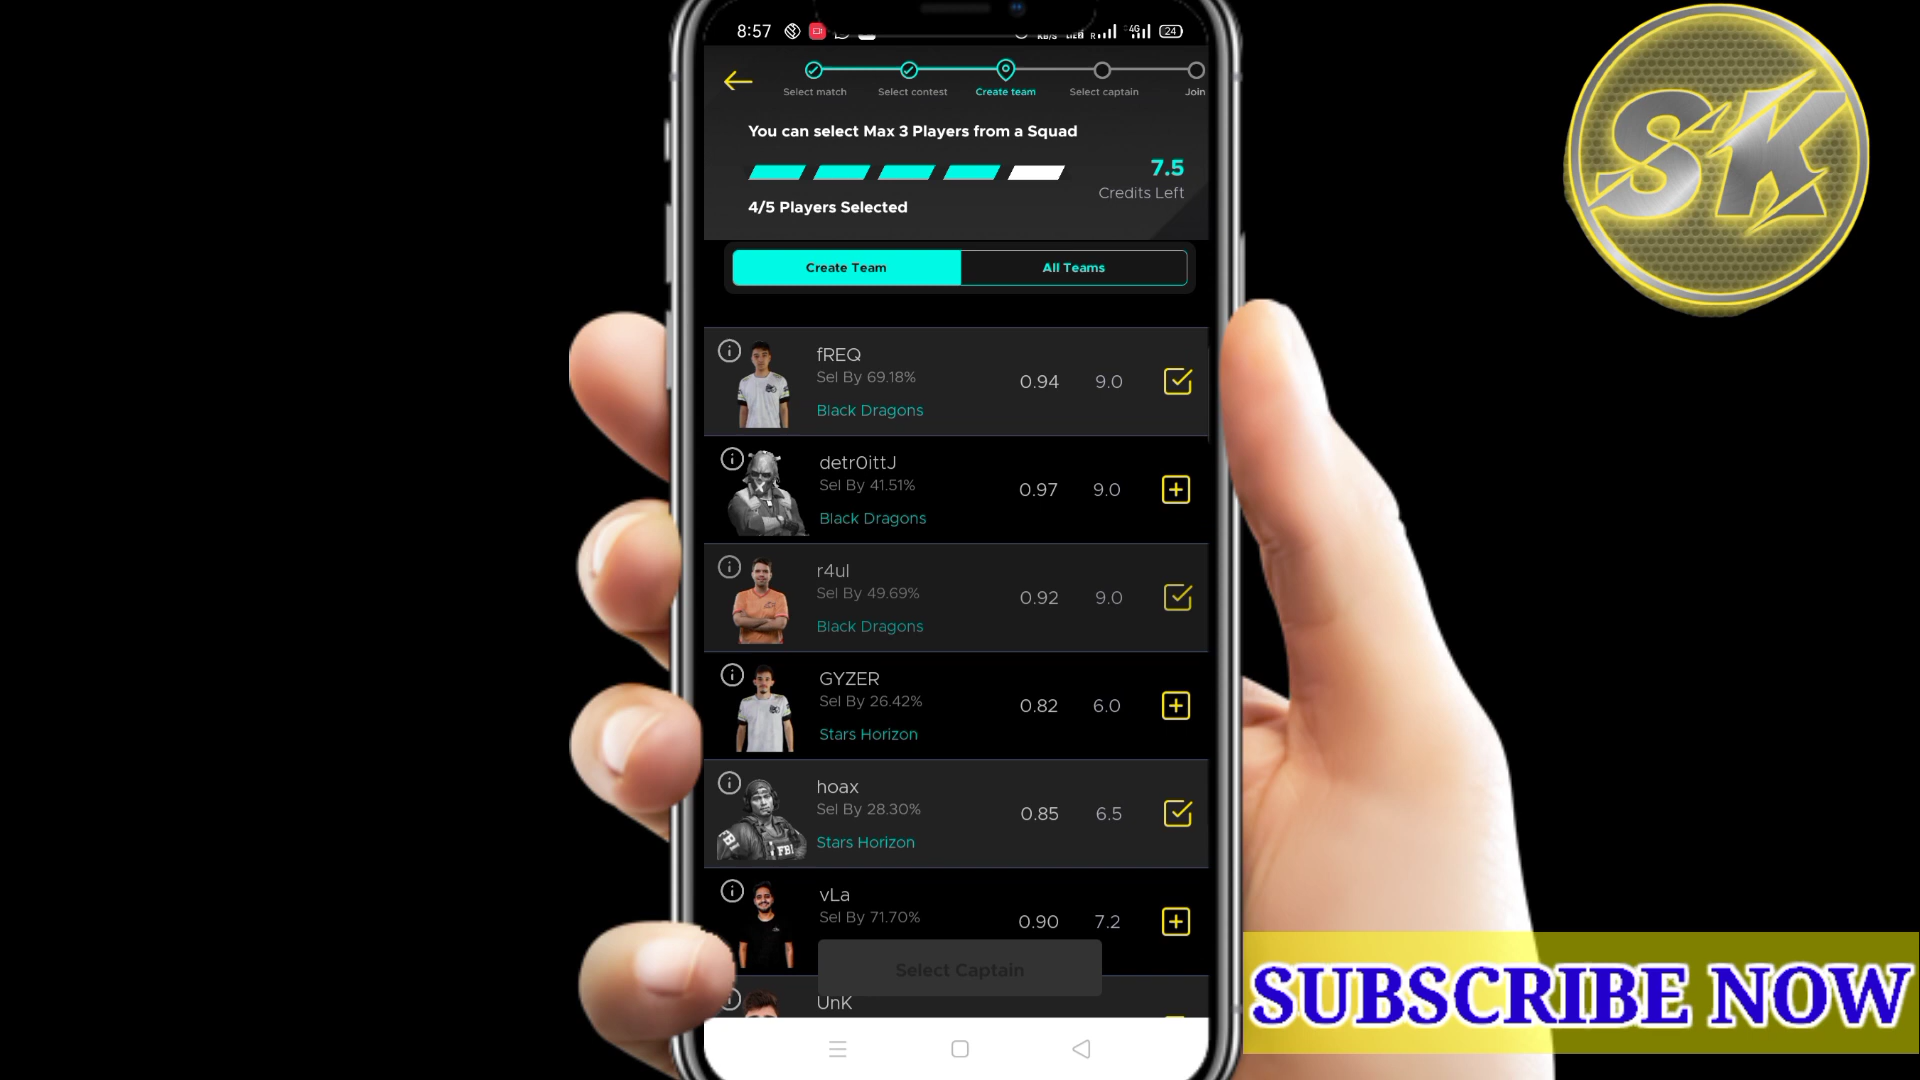 8:57
24
4G
Select match
Select contest
Create team
Select captain
Join
You can select Max 3 Players from a Squad
7.5
Credits Left
4/5 Players Selected
Create Team
All Teams
fREQ
Sel By 69.18%
0.94
9.0
Black Dragons
detr0ittJ
Sel By 41.51%
0.97
9.0
Black Dragons
r4ul
Sel By 49.69%
0.92
9.0
Black Dragons
GYZER
Sel By 26.42%
0.82
6.0
Stars Horizon
hoax
Sel By 28.30%
0.85
6.5
Stars Horizon
FBI
FBI
vLa
Sel By 71.70%
0.90
7.2
Select Captain
UnK
SK
SUBSCRIBE NOW